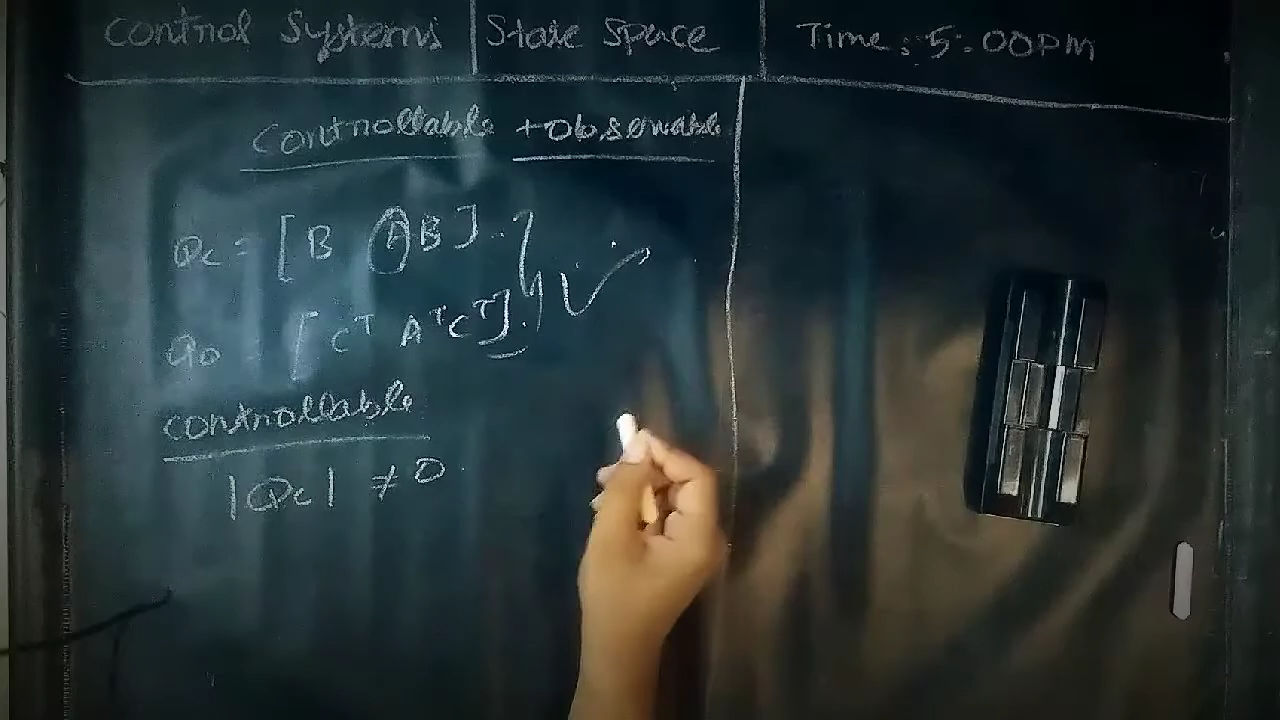 Control Systems State Space Time: 5:00PM
Controllable + Observable
Qc = [B AB]..
Qo = [C^T A^T C^T].
controllable
|Qc| ≠ 0